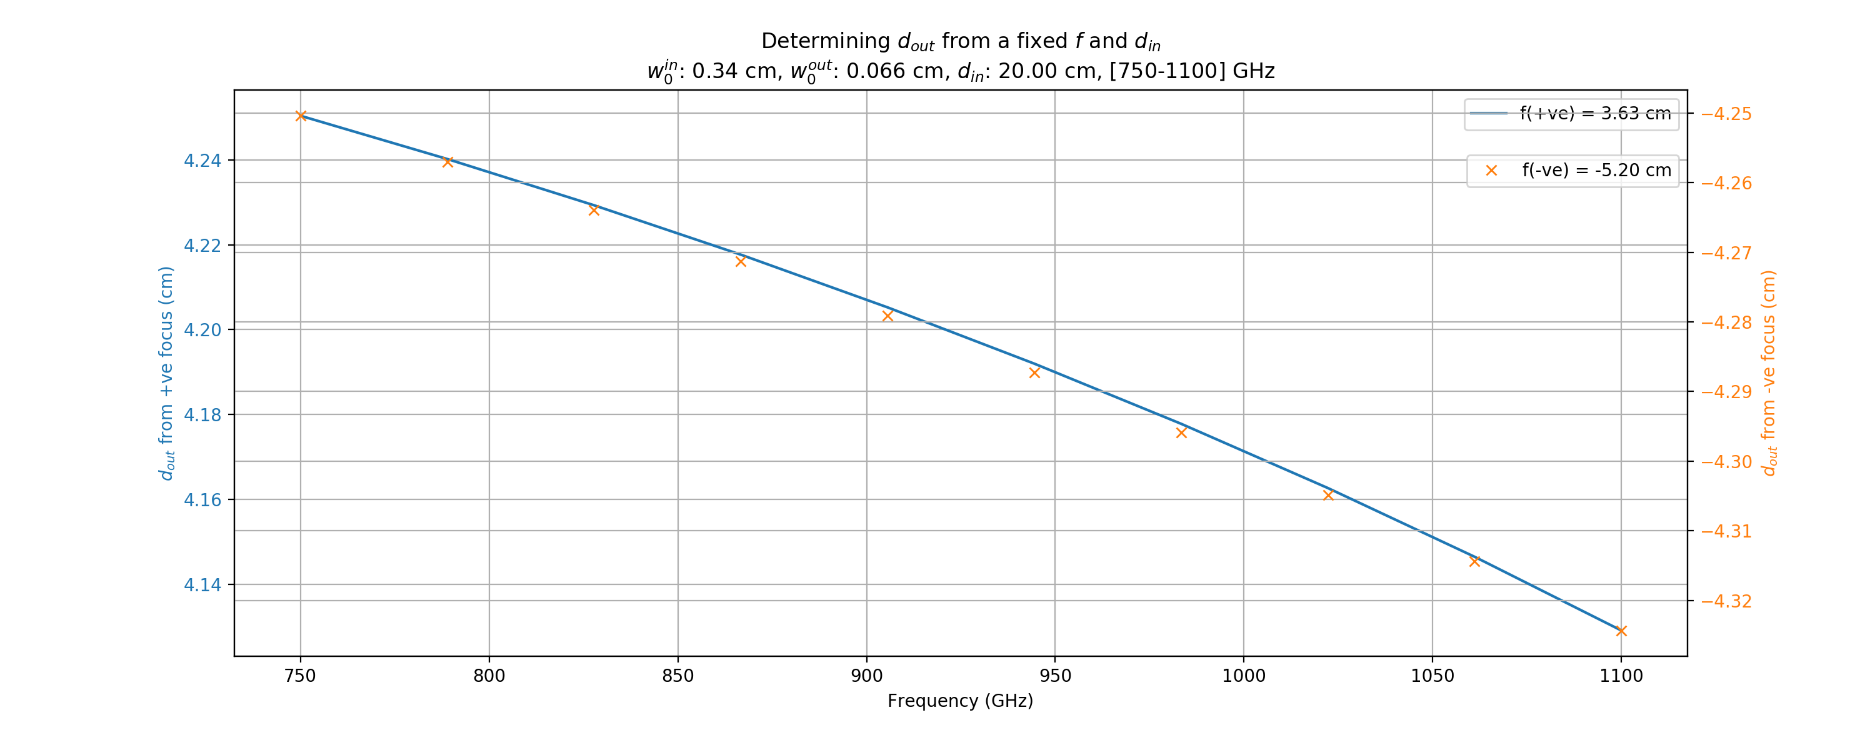 Determining d_out from a fixed f and d_in
w_0^in: 0.34 cm, w_0^out: 0.066 cm, d_in: 20.00 cm, [750-1100] GHz
f(+ve) = 3.63 cm
f(-ve) = -5.20 cm
d_out from +ve focus (cm)
4.24
4.22
4.20
4.18
4.16
4.14
−4.25
−4.26
−4.27
−4.28
−4.29
−4.30
−4.31
−4.32
d_out from -ve focus (cm)
750 800 850 900 950 1000 1050 1100
Frequency (GHz)